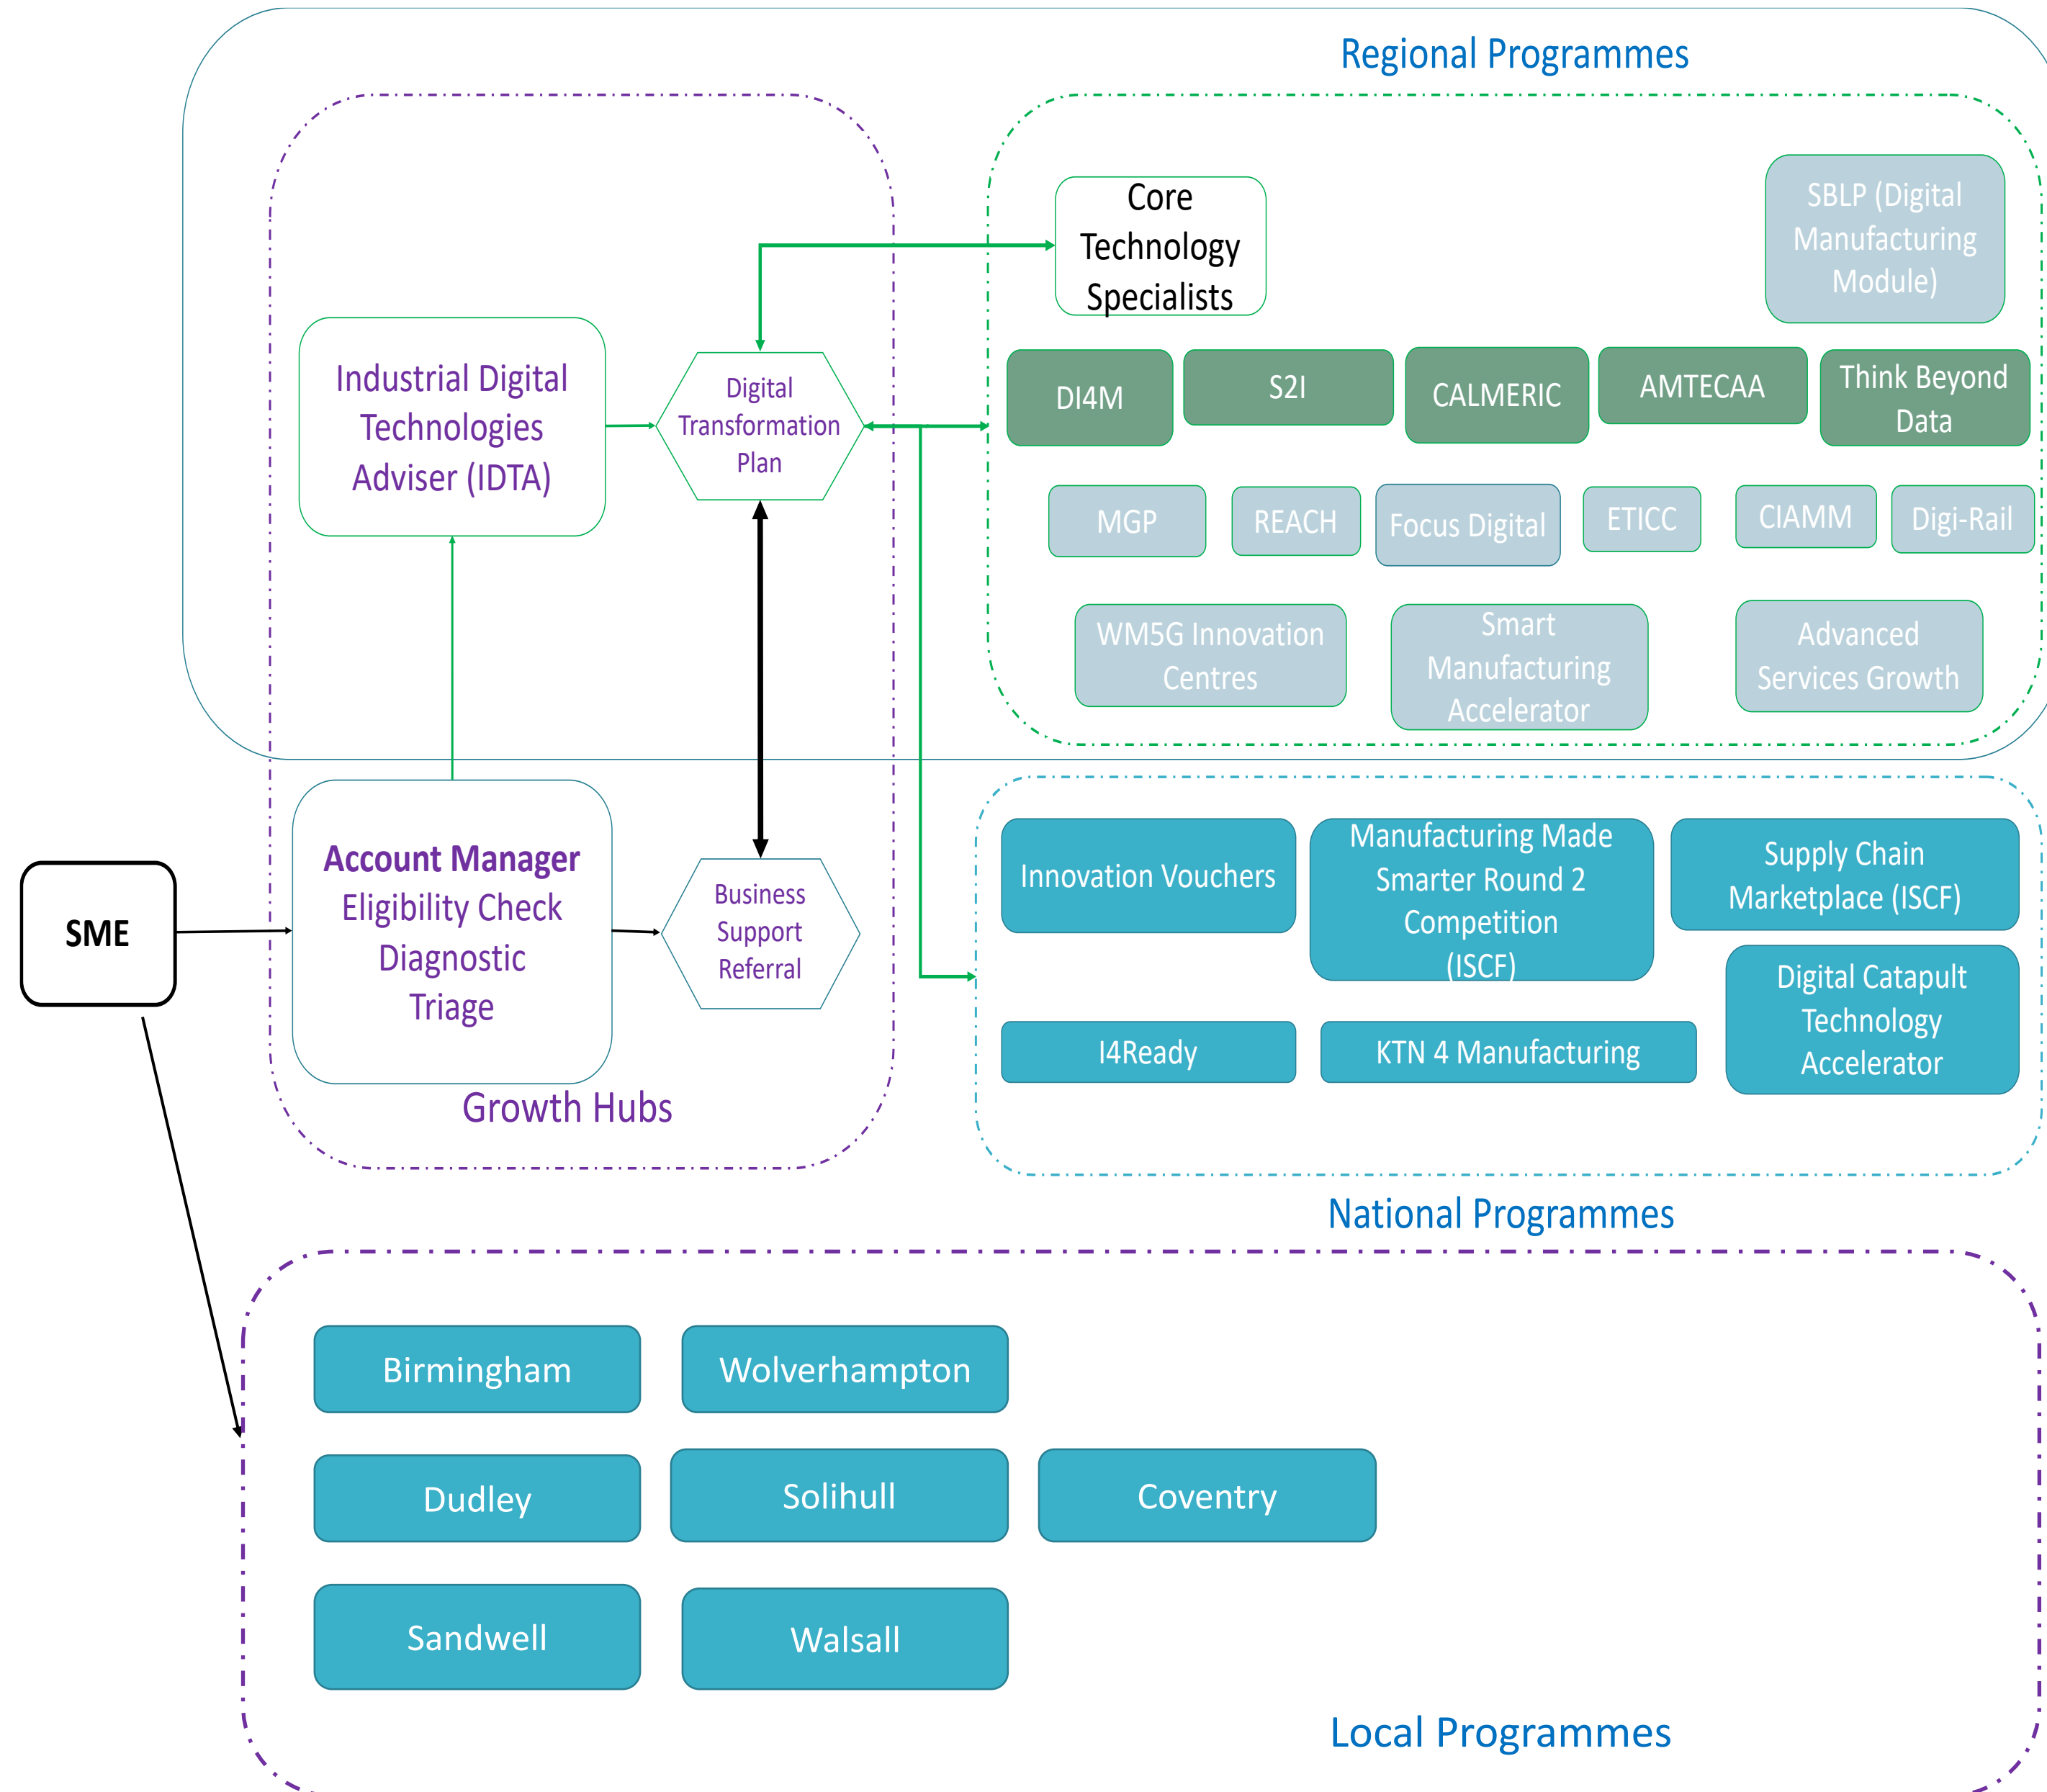 Regional Programmes
Core
Technology
Specialists
SBLP (Digital
Manufacturing
Module)
Industrial Digital
Technologies
Adviser (IDTA)
Digital
Transformation
Plan
DI4M
S2I
CALMERIC
AMTECAA
Think Beyond
Data
MGP
REACH
Focus Digital
ETICC
CIAMM
Digi-Rail
WM5G Innovation
Centres
Smart
Manufacturing
Accelerator
Advanced
Services Growth
SME
Account Manager
Eligibility Check
Diagnostic
Triage
Business
Support
Referral
Growth Hubs
Innovation Vouchers
Manufacturing Made
Smarter Round 2
Competition
(ISCF)
Supply Chain
Marketplace (ISCF)
I4Ready
KTN 4 Manufacturing
Digital Catapult
Technology
Accelerator
National Programmes
Birmingham
Wolverhampton
Dudley
Solihull
Coventry
Sandwell
Walsall
Local Programmes